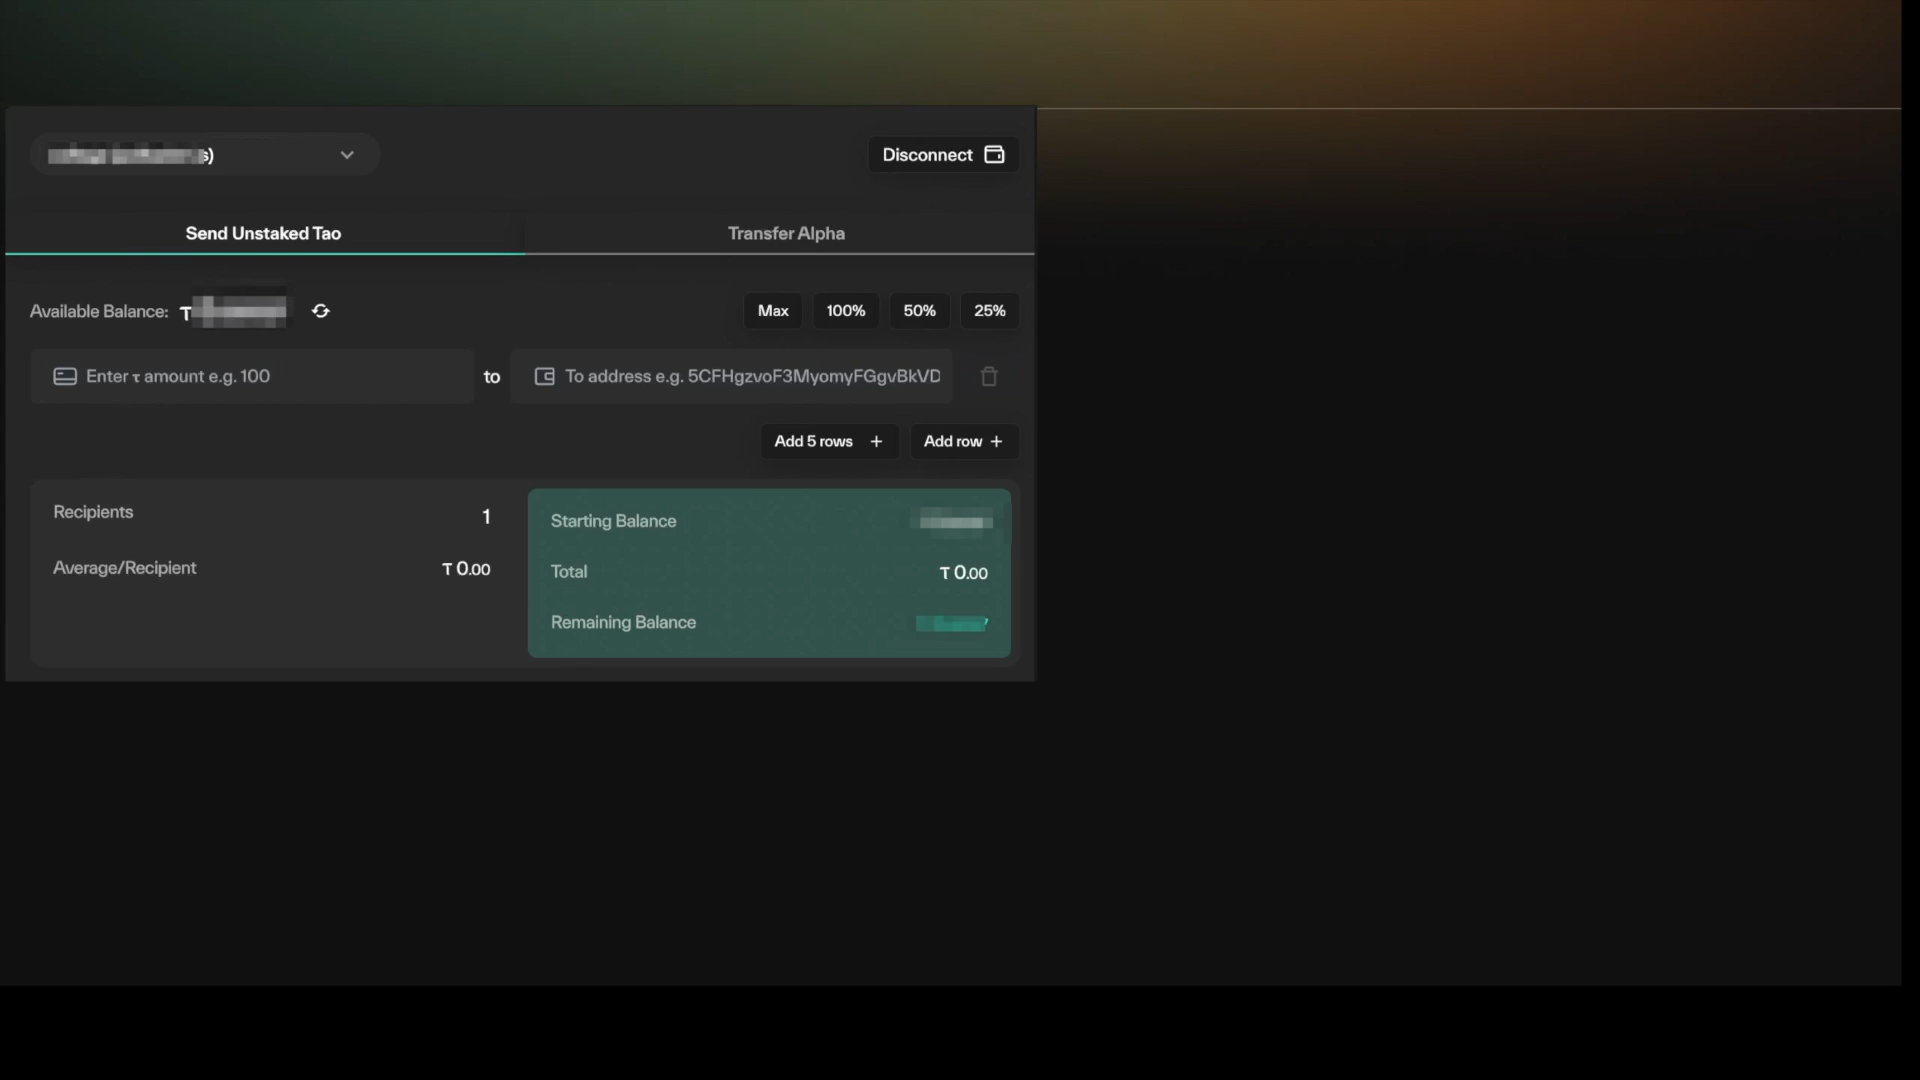 s)
Disconnect
Send Unstaked Tao
Transfer Alpha
Available Balance: τ
Max
100%
50%
25%
Enter τ amount e.g. 100
to
To address e.g. 5CFHgzvoF3MyomyFGgvBkVD
Add 5 rows +
Add row +
Recipients
1
Average/Recipient
τ 0.00
Starting Balance
Total
τ 0.00
Remaining Balance